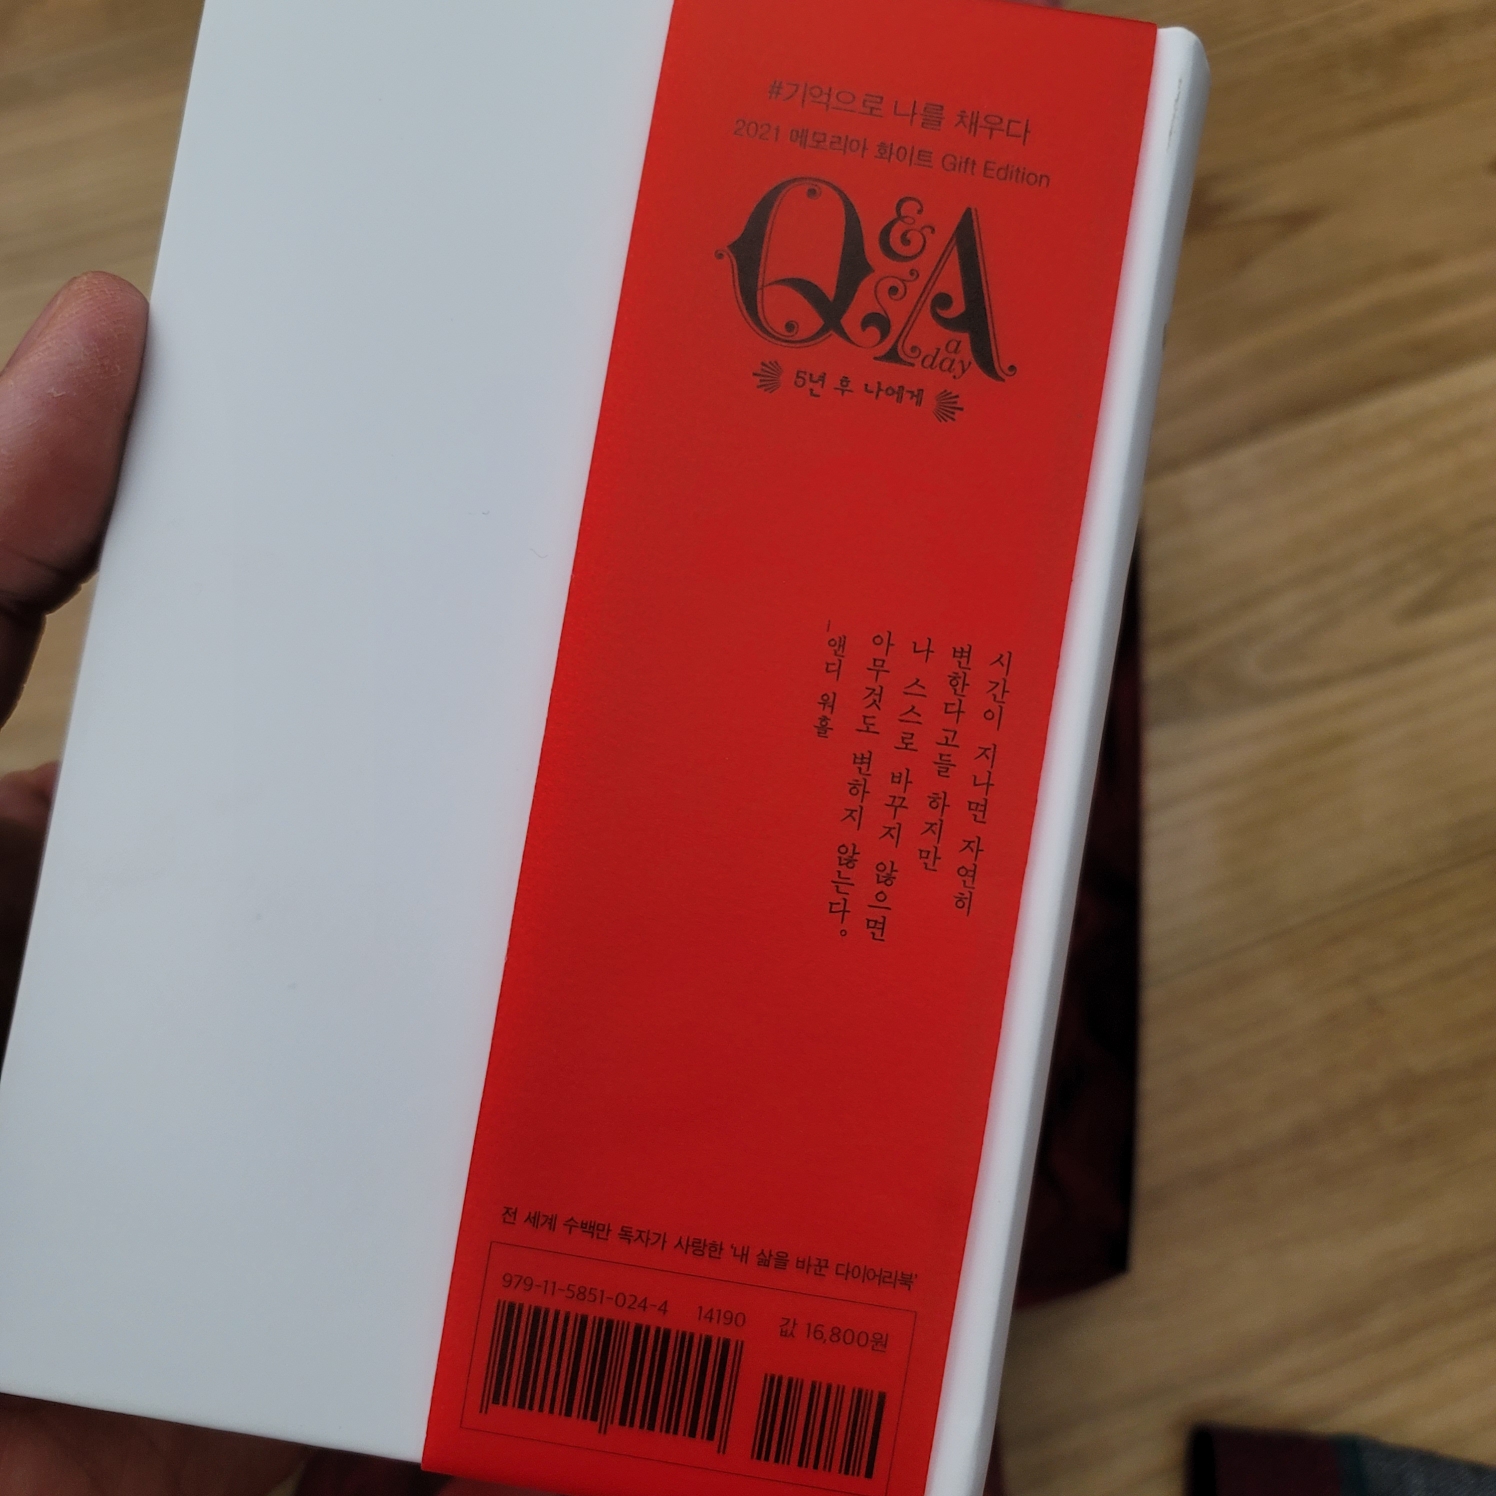 #기억으로 나를 채우다
2021 메모리아 화이트 Gift Edition
Q&A
a
day
5년 후 나에게
시간이 지나면 자연히
변한다고들 하지만
나 스스로 바꾸지 않으면
아무것도 변하지 않는다。
- 앤디 워홀
전 세계 수백만 독자가 사랑한 '내 삶을 바꾼 다이어리북'
979-11-5851-024-4 14190 값 16,800원